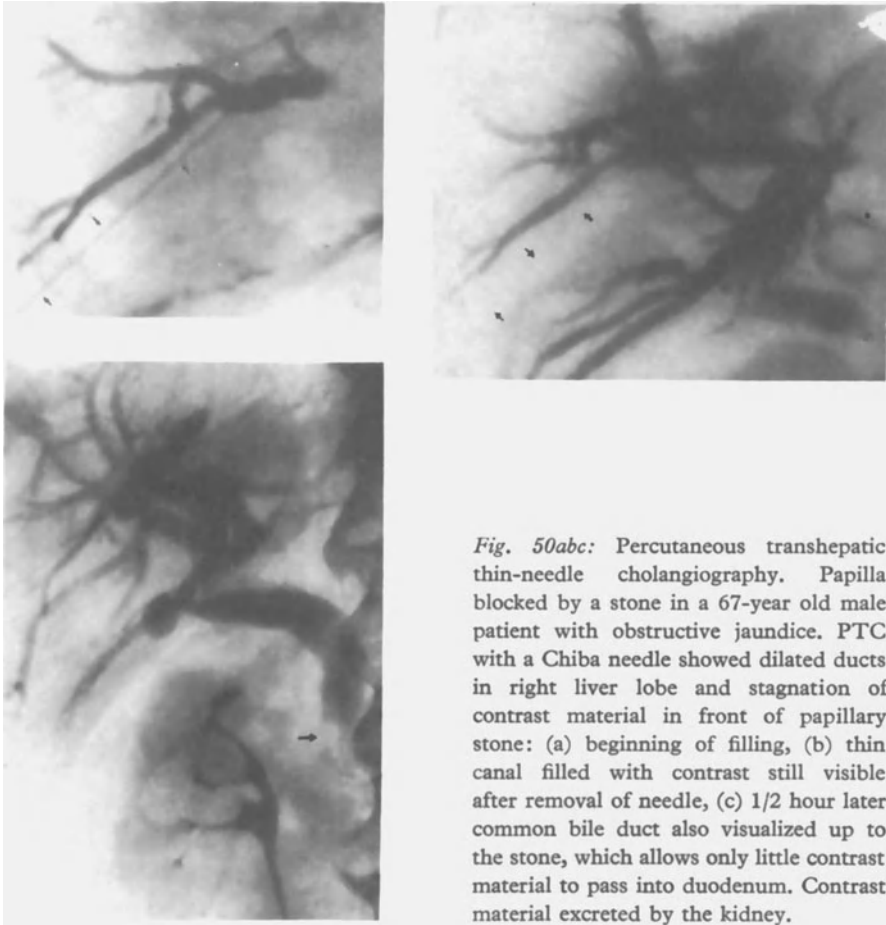 Fig. 50abc: Percutaneous transhepatic
thin-needle cholangiography. Papilla
blocked by a stone in a 67-year old male
patient with obstructive jaundice. PTC
with a Chiba needle showed dilated ducts
in right liver lobe and stagnation of
contrast material in front of papillary
stone: (a) beginning of filling, (b) thin
canal filled with contrast still visible
after removal of needle, (c) 1/2 hour later
common bile duct also visualized up to
the stone, which allows only little contrast
material to pass into duodenum. Contrast
material excreted by the kidney.